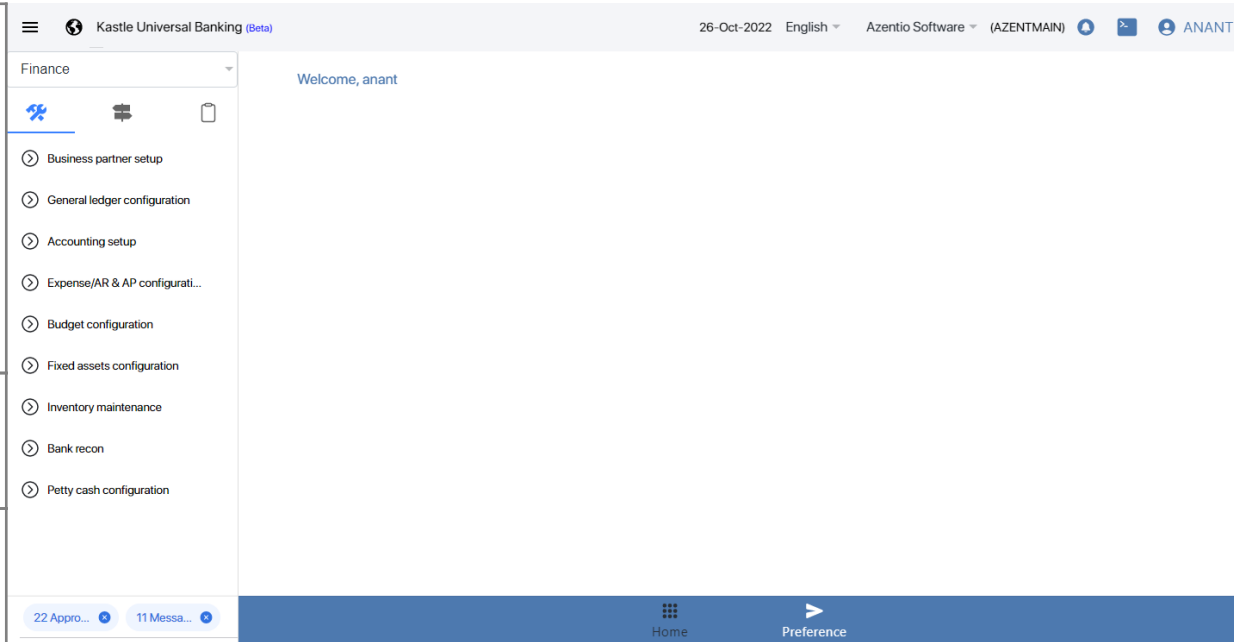 Kastle Universal Banking (Beta)
26-Oct-2022 English Azentio Software (AZENTMAIN) ANANT
Finance
Welcome, anant
Business partner setup
General ledger configuration
Accounting setup
Expense/AR & AP configurati...
Budget configuration
Fixed assets configuration
Inventory maintenance
Bank recon
Petty cash configuration
22 Appro... 11 Messa...
Home Preference